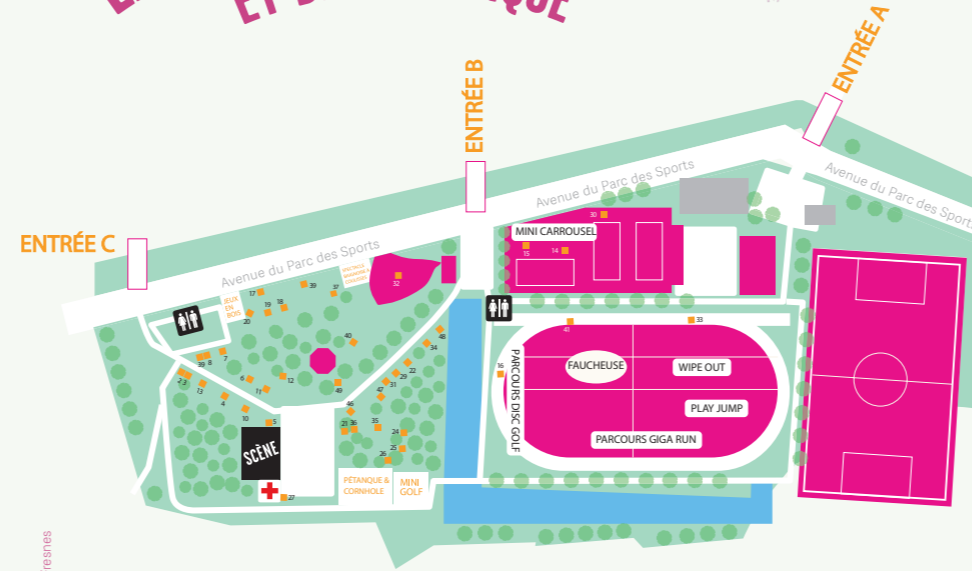 ET
QUE
ENTRÉE A
ENTRÉE B
ENTRÉE C
Avenue du Parc des Sports
Avenue du Parc des Sports
Avenue du Parc des Sports
30
MINI CARROUSEL
15
14
32
39
37
17
19
18
20
JEUX
EN
BOIS
40
48
34
41
33
39
8
7
2
3
13
6
11
12
4
10
5
49
22
29
31
47
46
21
36
35
24
25
26
16
PARCOURS DISC GOLF
FAUCHEUSE
WIPE OUT
PLAY JUMP
PARCOURS GIGA RUN
SCÈNE
27
PÉTANQUE &
CORNHOLE
MINI
GOLF
resnes